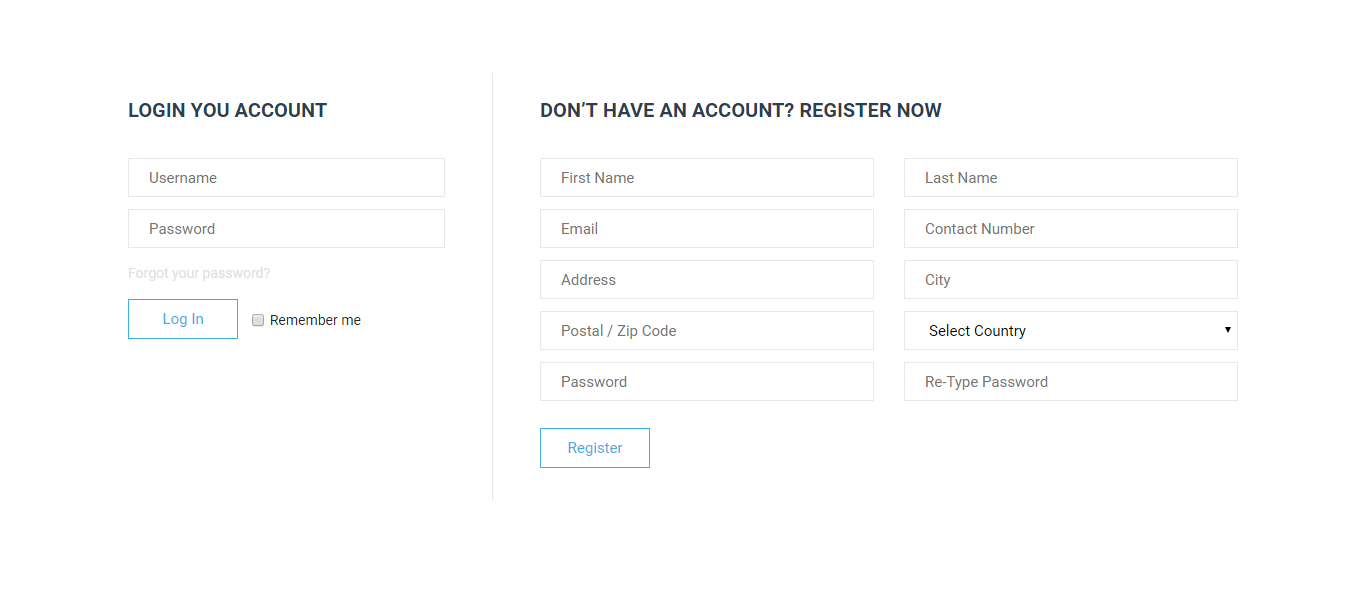 LOGIN YOU ACCOUNT
Username
Password
Forgot your password?
Log In
Remember me
DON’T HAVE AN ACCOUNT? REGISTER NOW
First Name
Last Name
Email
Contact Number
Address
City
Postal / Zip Code
Select Country
Password
Re-Type Password
Register